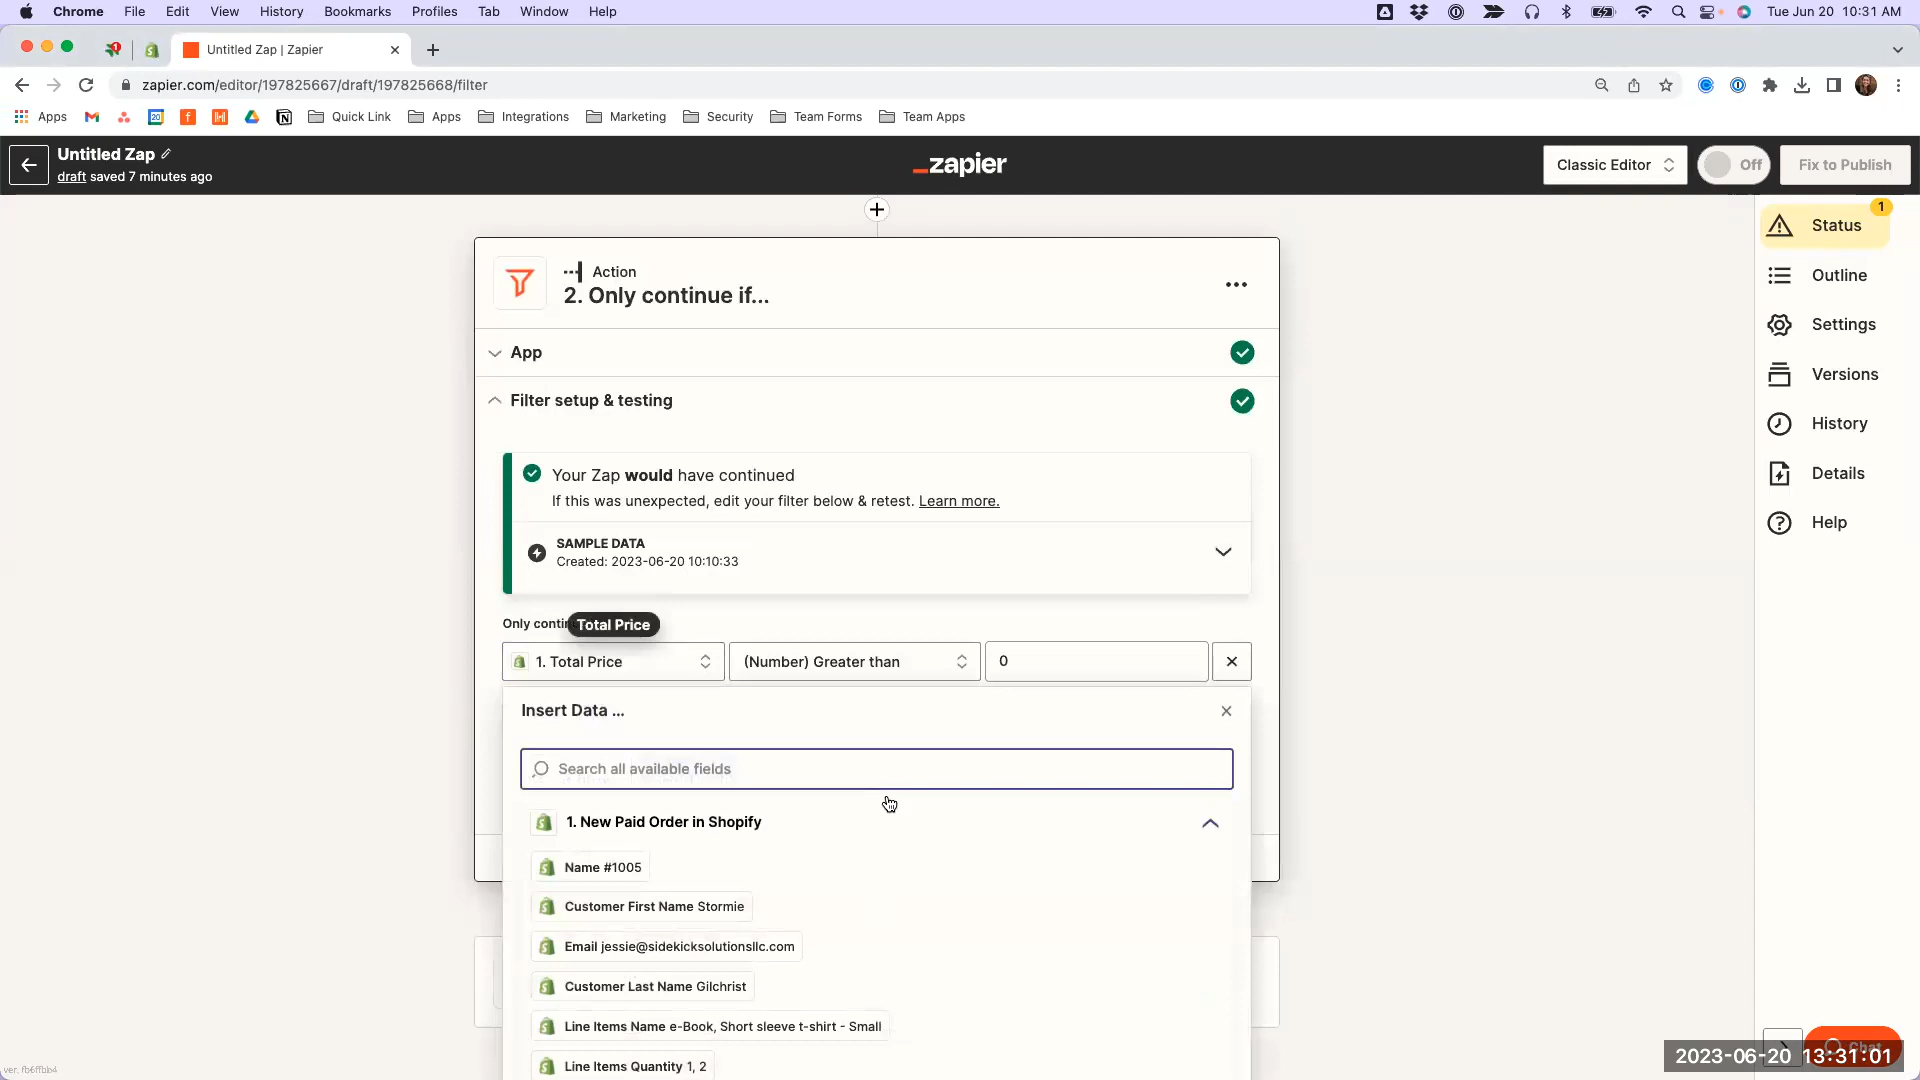 Chrome File Edit View History Bookmarks Profiles Tab Window Help Tue Jun 20 10:31 AM
1 Untitled Zap | Zapier
zapier.com/editor/197825667/draft/197825668/filter
Apps 20 Quick Link Apps Integrations Marketing Security Team Forms Team Apps
Untitled Zap
draft saved 7 minutes ago
_zapier
Classic Editor Off Fix to Publish
1
Status
Outline
Settings
Versions
History
Details
Help
Action
2. Only continue if...
App
Filter setup & testing
Your Zap would have continued
If this was unexpected, edit your filter below & retest. Learn more.
SAMPLE DATA
Created: 2023-06-20 10:10:33
Only
Total Price
1. Total Price (Number) Greater than 0
Insert Data ...
Search all available fields
1. New Paid Order in Shopify
Name #1005
Customer First Name Stormie
Email jessie@sidekicksolutionsllc.com
Customer Last Name Gilchrist
Line Items Name e-Book, Short sleeve t-shirt - Small
Line Items Quantity 1, 2
2023-06-20 13:31:01
ver. fb6ffbb4